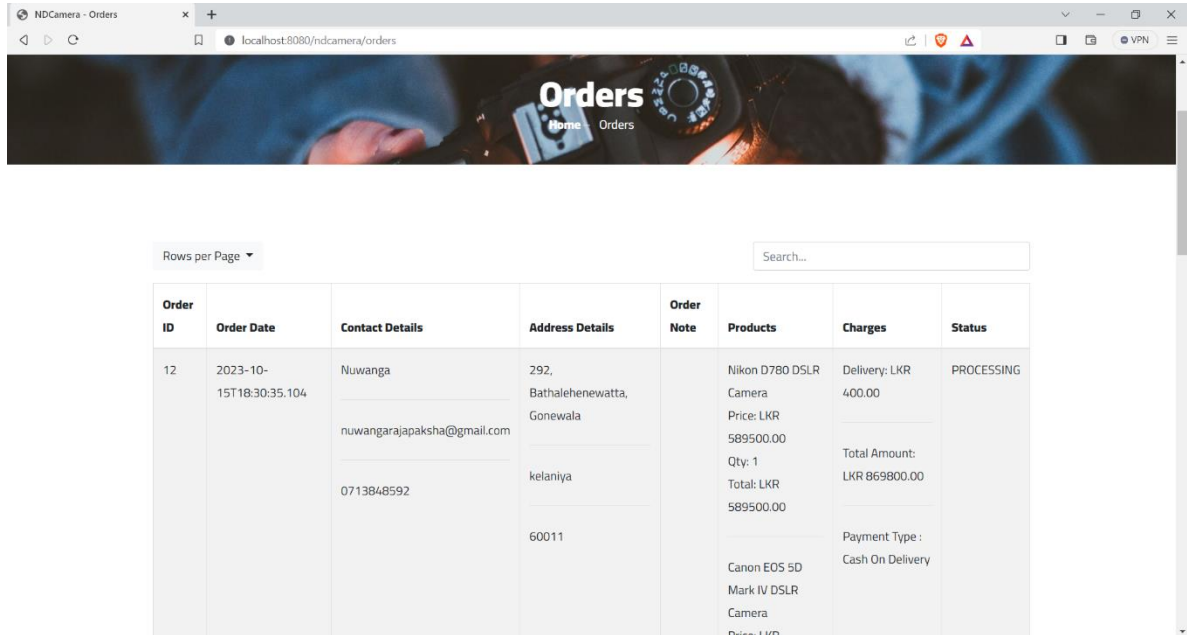 NDCamera - Orders
localhost:8080/ndcamera/orders
VPN
Orders
Home - Orders
Rows per Page
Search...
Order
ID
Order Date
Contact Details
Address Details
Order
Note
Products
Charges
Status
12
2023-10-
15T18:30:35.104
Nuwanga
nuwangarajapaksha@gmail.com
0713848592
292,
Bathalehenewatta,
Gonewala
kelaniya
60011
Nikon D780 DSLR
Camera
Price: LKR
589500.00
Qty: 1
Total: LKR
589500.00
Canon EOS 5D
Mark IV DSLR
Camera
Price: LKR
Delivery: LKR
400.00
Total Amount:
LKR 869800.00
Payment Type :
Cash On Delivery
PROCESSING